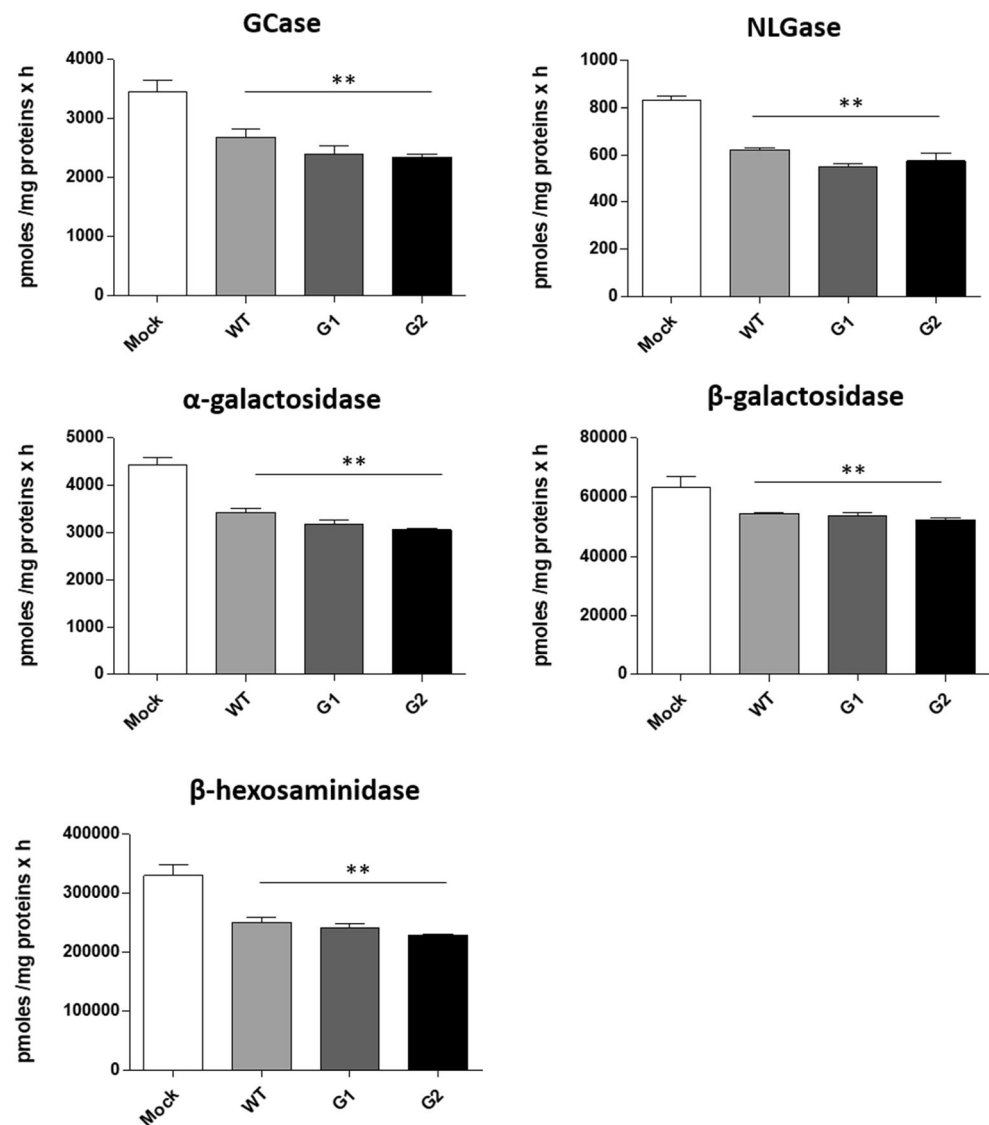 GCase
pmoles /mg proteins x h
4000
3000
2000
1000
0
**
Mock
WT
G1
G2
NLGase
pmoles /mg proteins x h
1000
800
600
400
200
0
**
Mock
WT
G1
G2
α-galactosidase
pmoles /mg proteins x h
5000
4000
3000
2000
1000
0
**
Mock
WT
G1
G2
β-galactosidase
pmoles /mg proteins x h
80000
60000
40000
20000
0
**
Mock
WT
G1
G2
β-hexosaminidase
pmoles /mg proteins x h
400000
300000
200000
100000
0
**
Mock
WT
G1
G2